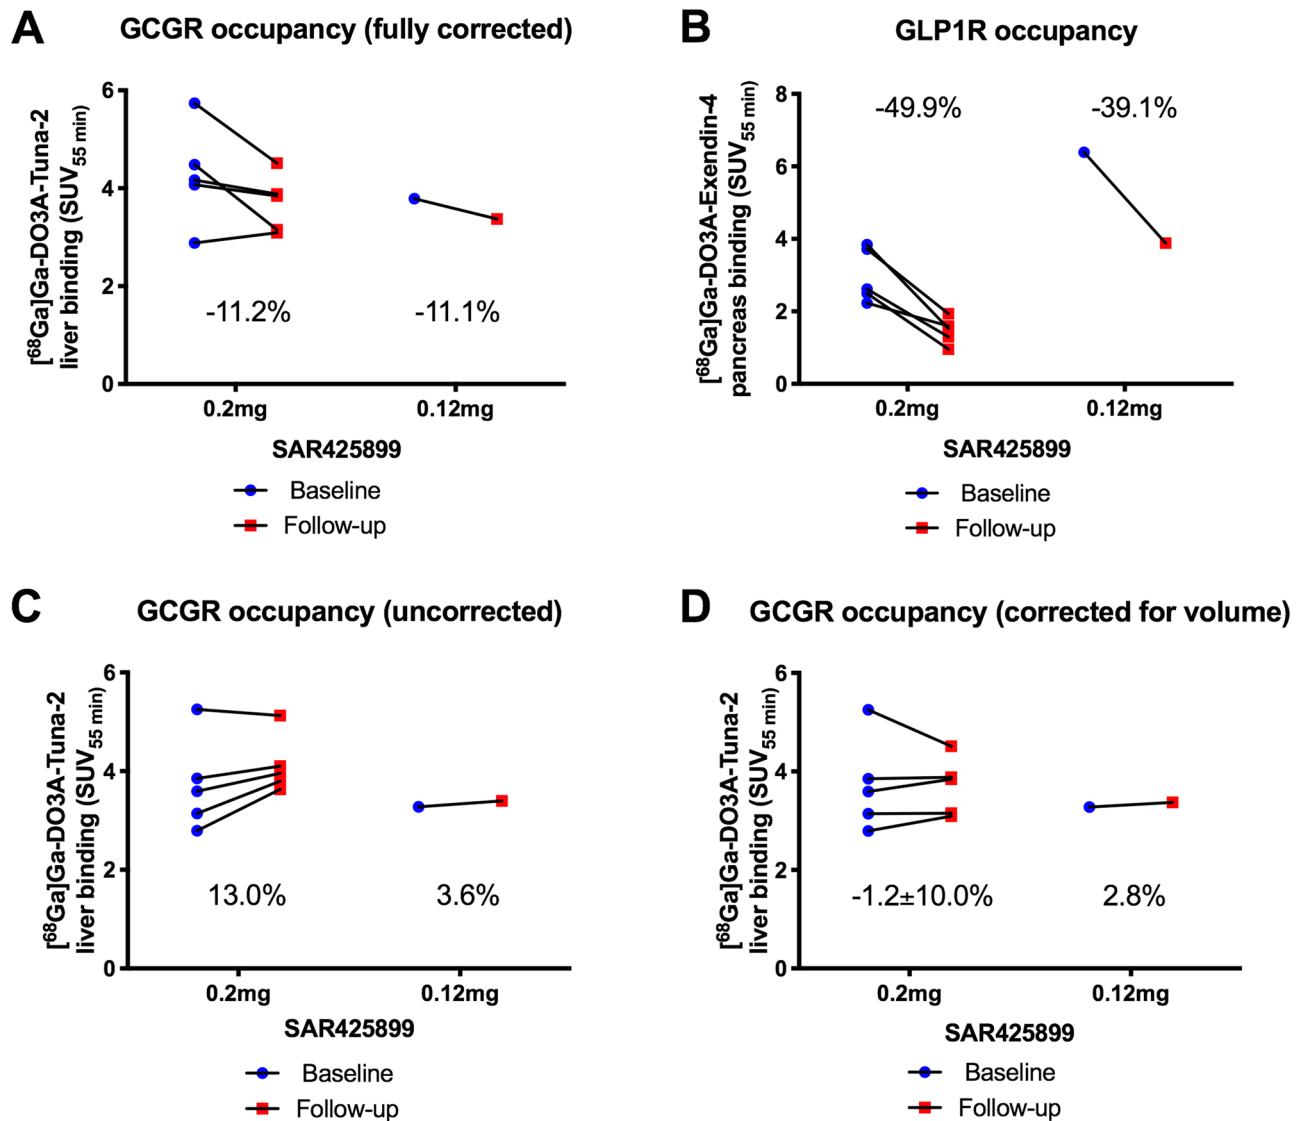 A
GCGR occupancy (fully corrected)
[68Ga]Ga-DO3A-Tuna-2
liver binding (SUV55 min)
6
4
2
0
-11.2%
-11.1%
0.2mg
0.12mg
SAR425899
Baseline
Follow-up
B
GLP1R occupancy
[68Ga]Ga-DO3A-Exendin-4
pancreas binding (SUV55 min)
8
6
4
2
0
-49.9%
-39.1%
0.2mg
0.12mg
SAR425899
Baseline
Follow-up
C
GCGR occupancy (uncorrected)
[68Ga]Ga-DO3A-Tuna-2
liver binding (SUV55 min)
6
4
2
0
13.0%
3.6%
0.2mg
0.12mg
SAR425899
Baseline
Follow-up
D
GCGR occupancy (corrected for volume)
[68Ga]Ga-DO3A-Tuna-2
liver binding (SUV55 min)
6
4
2
0
-1.2±10.0%
2.8%
0.2mg
0.12mg
SAR425899
Baseline
Follow-up